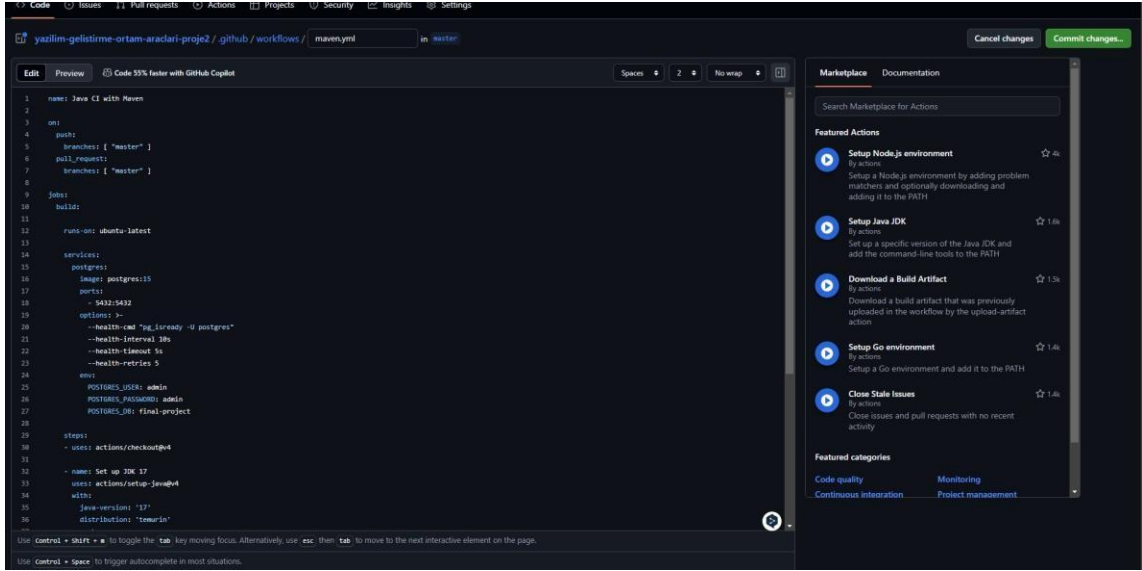 Code Issues Pull requests Actions Projects Security Insights Settings
yazilim-gelistirme-ortam-araclari-proje2 / .github / workflows / maven.yml in master Cancel changes Commit changes...
Edit Preview Code 55% faster with GitHub Copilot Spaces 2 No wrap
1 name: Java CI with Maven
2
3 on:
4 push:
5 branches: [ "master" ]
6 pull_request:
7 branches: [ "master" ]
8
9 jobs:
10 build:
11
12 runs-on: ubuntu-latest
13
14 services:
15 postgres:
16 image: postgres:15
17 ports:
18 - 5432:5432
19 options: >-
20 --health-cmd "pg_isready -U postgres"
21 --health-interval 10s
22 --health-timeout 5s
23 --health-retries 5
24 env:
25 POSTGRES_USER: admin
26 POSTGRES_PASSWORD: admin
27 POSTGRES_DB: final-project
28
29 steps:
30 - uses: actions/checkout@v4
31
32 - name: Set up JDK 17
33 uses: actions/setup-java@v4
34 with:
35 java-version: '17'
36 distribution: 'temurin'
Use Control + Shift + m to toggle the tab key moving focus. Alternatively, use esc then tab to move to the next interactive element on the page.
Use Control + Space to trigger autocomplete in most situations.
Marketplace Documentation
Search Marketplace for Actions
Featured Actions
Setup Node.js environment 4k
By actions
Setup a Node.js environment by adding problem
matchers and optionally downloading and
adding it to the PATH
Setup Java JDK 1.6k
By actions
Set up a specific version of the Java JDK and
add the command-line tools to the PATH
Download a Build Artifact 1.5k
By actions
Download a build artifact that was previously
uploaded in the workflow by the upload-artifact
action
Setup Go environment 1.4k
By actions
Setup a Go environment and add it to the PATH
Close Stale Issues 1.4k
By actions
Close issues and pull requests with no recent
activity
Featured categories
Code quality Monitoring
Continuous integration Project management